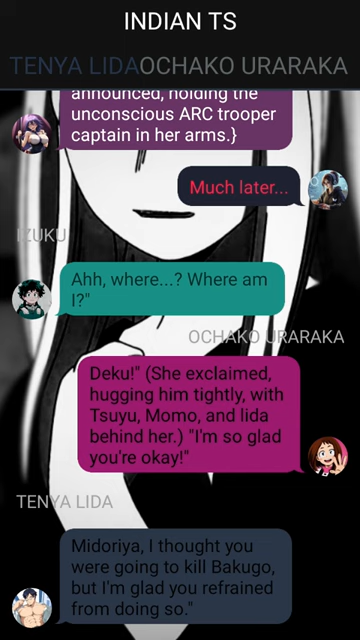 INDIAN TS
TENYA LIDAOCHAKO URARAKA
announced, holding the
unconscious ARC trooper
captain in her arms.}
Much later...
IZUKU
Ahh, where...? Where am
I?"
OCHAKO URARAKA
Deku!" (She exclaimed,
hugging him tightly, with
Tsuyu, Momo, and Iida
behind her.) "I'm so glad
you're okay!"
TENYA LIDA
Midoriya, I thought you
were going to kill Bakugo,
but I'm glad you refrained
from doing so."